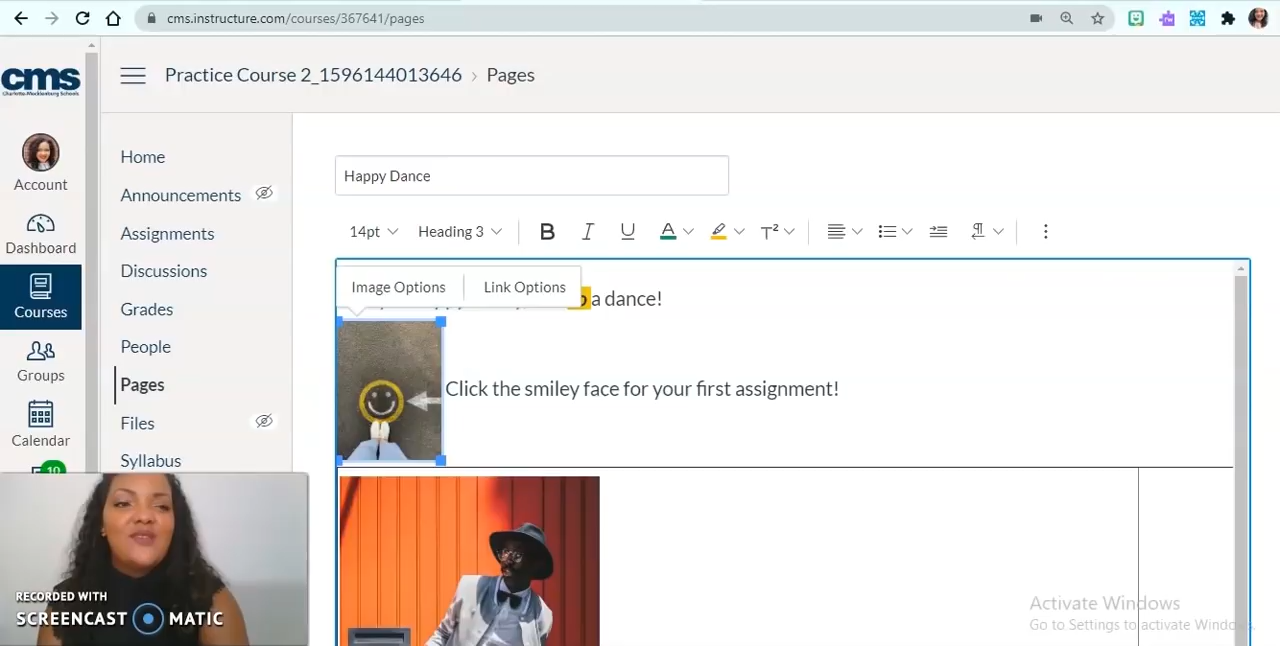 cms.instructure.com/courses/367641/pages
cms
Charlotte-Mecklenburg Schools
Practice Course 2_1596144013646 › Pages
Account
Dashboard
Courses
Groups
Calendar
10
Home
Announcements
Assignments
Discussions
Grades
People
Pages
Files
Syllabus
Happy Dance
14pt
Heading 3
B I U A T²
Image Options
Link Options
a dance!
Click the smiley face for your first assignment!
RECORDED WITH
SCREENCAST MATIC
Activate Windows
Go to Settings to activate Windows.